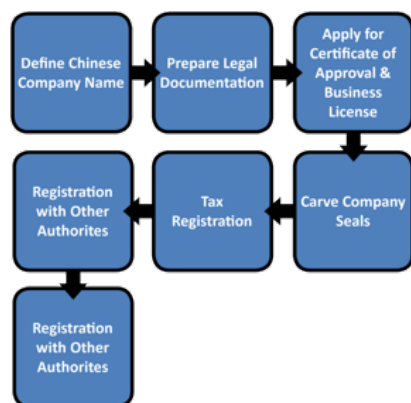 Define Chinese
Company Name
Prepare Legal
Documentation
Apply for
Certificate of
Approval &
Business
License
Carve Company
Seals
Tax
Registration
Registration
with Other
Authorites
Registration
with Other
Authorites